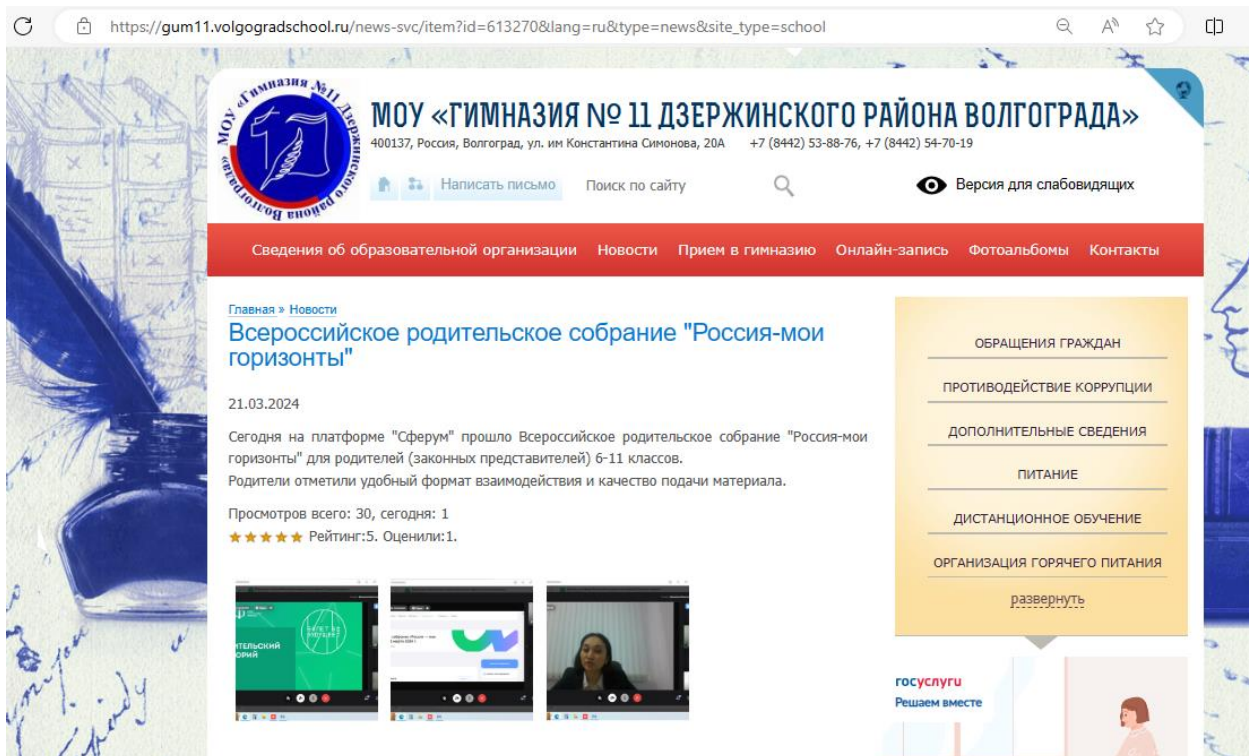 https://gum11.volgogradschool.ru/news-svc/item?id=613270&lang=ru&type=news&site_type=school
МОУ «Гимназия №11 Дзержинского района Волгограда»
МОУ «ГИМНАЗИЯ № 11 ДЗЕРЖИНСКОГО РАЙОНА ВОЛГОГРАДА»
400137, Россия, Волгоград, ул. им Константина Симонова, 20А +7 (8442) 53-88-76, +7 (8442) 54-70-19
Написать письмо Поиск по сайту Версия для слабовидящих
Сведения об образовательной организации Новости Прием в гимназию Онлайн-запись Фотоальбомы Контакты
Главная » Новости
Всероссийское родительское собрание "Россия-мои
горизонты"
21.03.2024
Сегодня на платформе "Сферум" прошло Всероссийское родительское собрание "Россия-мои
горизонты" для родителей (законных представителей) 6-11 классов.
Родители отметили удобный формат взаимодействия и качество подачи материала.
Просмотров всего: 30, сегодня: 1
Рейтинг:5. Оценили:1.
ОБРАЩЕНИЯ ГРАЖДАН
ПРОТИВОДЕЙСТВИЕ КОРРУПЦИИ
ДОПОЛНИТЕЛЬНЫЕ СВЕДЕНИЯ
ПИТАНИЕ
ДИСТАНЦИОННОЕ ОБУЧЕНИЕ
ОРГАНИЗАЦИЯ ГОРЯЧЕГО ПИТАНИЯ
развернуть
госуслуги
Решаем вместе